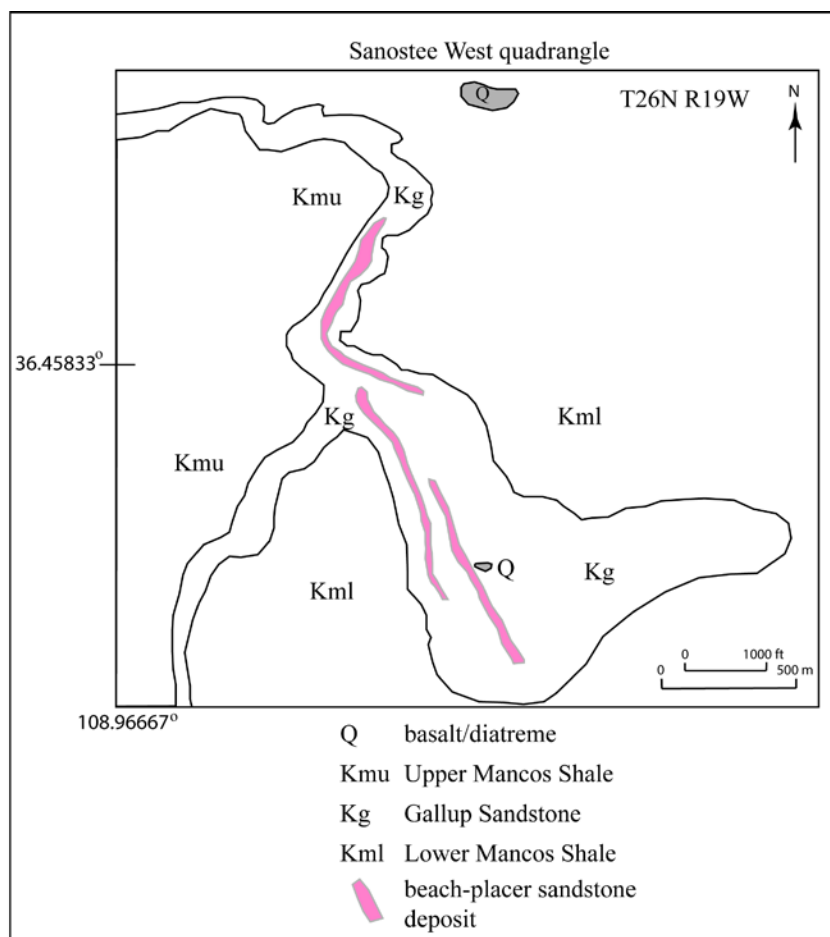 Sanostee West quadrangle
Q
T26N R19W
N
Kmu
Kg
36.45833°
Kg
Kml
Kmu
Q
Kg
Kml
0 1000 ft
0 500 m
108.96667°
Q basalt/diatreme
Kmu Upper Mancos Shale
Kg Gallup Sandstone
Kml Lower Mancos Shale
beach-placer sandstone
deposit